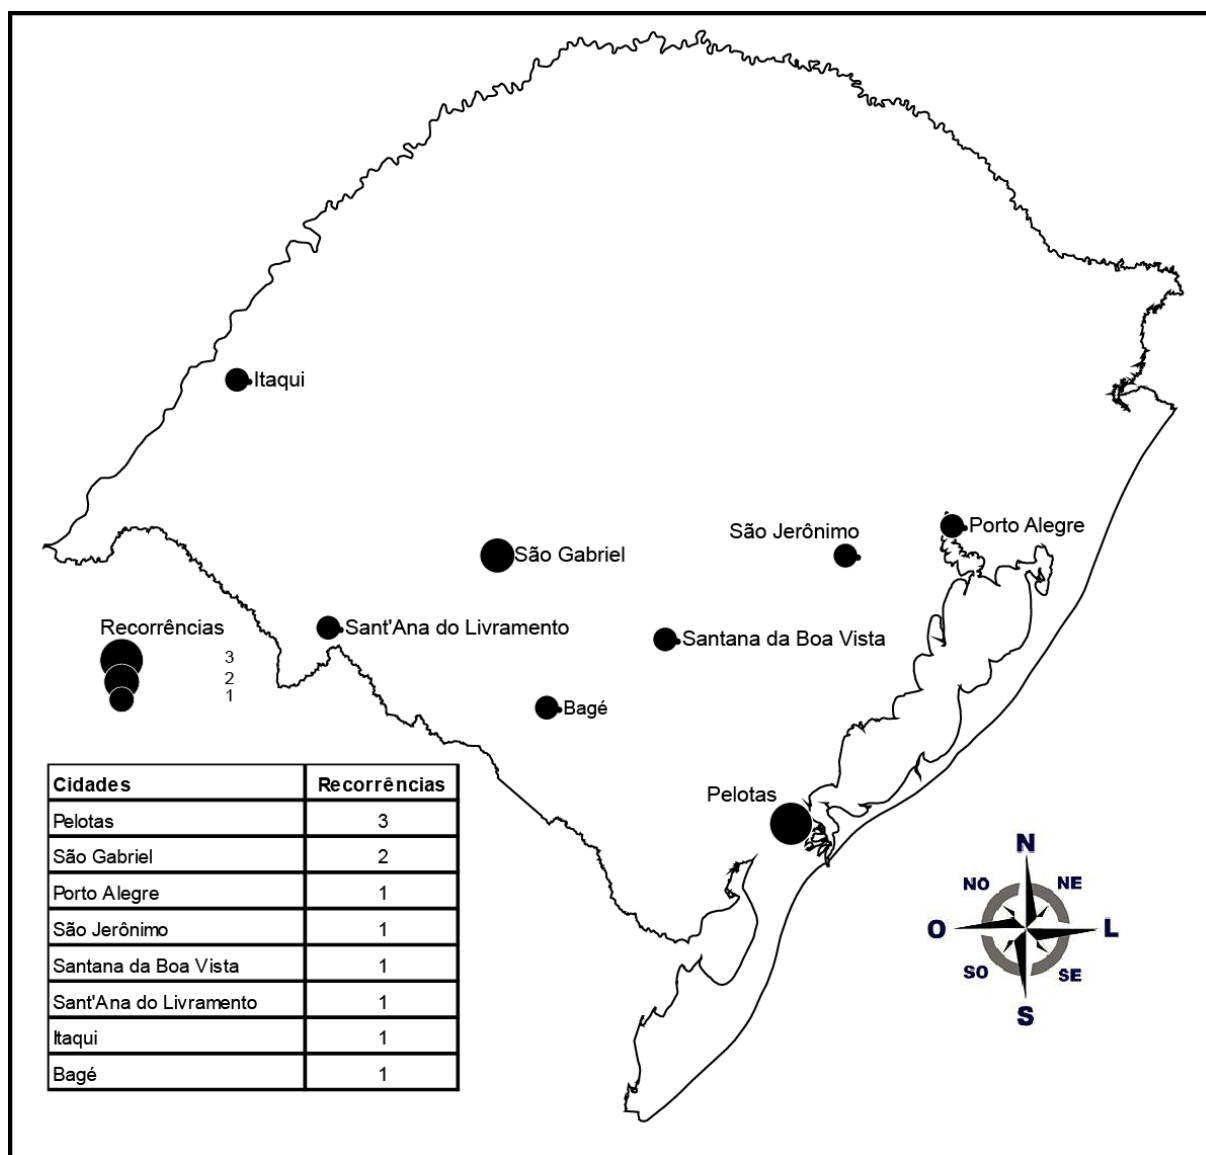 Itaqui
Porto Alegre
São Jerônimo
São Gabriel
Recorrências
3
2
1
Sant'Ana do Livramento
Santana da Boa Vista
Bagé
Pelotas
Cidades Recorrências
Pelotas 3
São Gabriel 2
Porto Alegre 1
São Jerônimo 1
Santana da Boa Vista 1
Sant'Ana do Livramento 1
Itaqui 1
Bagé 1
N
NO NE
O L
SO SE
S